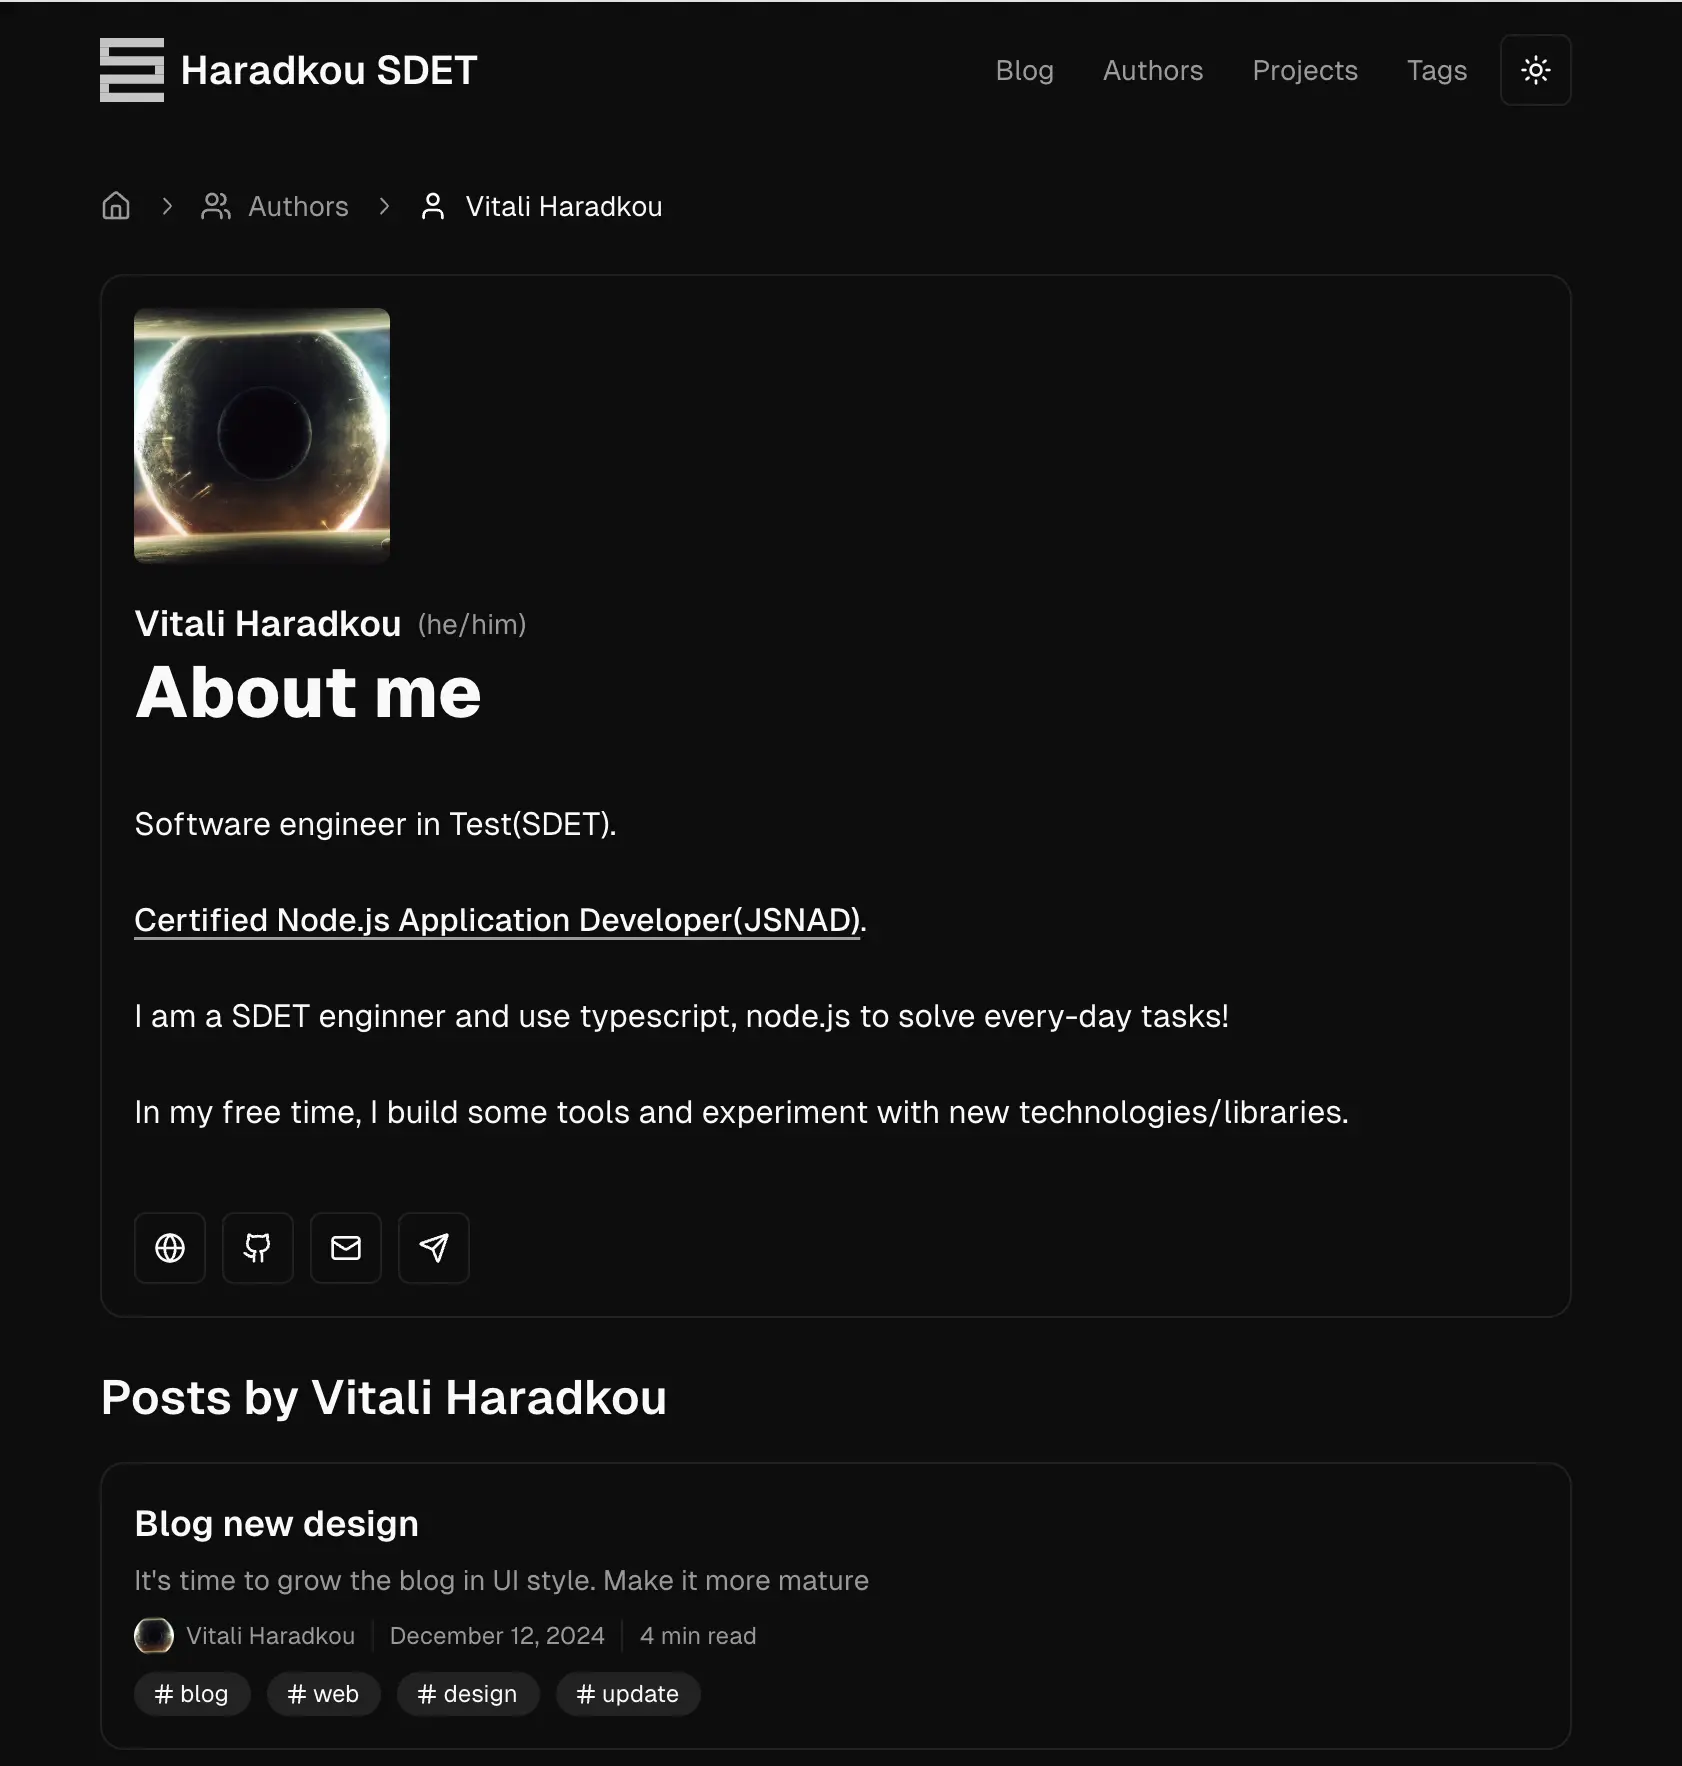 Haradkou SDET
Blog Authors Projects Tags
Authors Vitali Haradkou
Vitali Haradkou (he/him)
About me
Software engineer in Test(SDET).
Certified Node.js Application Developer(JSNAD).
I am a SDET enginner and use typescript, node.js to solve every-day tasks!
In my free time, I build some tools and experiment with new technologies/libraries.
Posts by Vitali Haradkou
Blog new design
It's time to grow the blog in UI style. Make it more mature
Vitali Haradkou December 12, 2024 4 min read
# blog # web # design # update